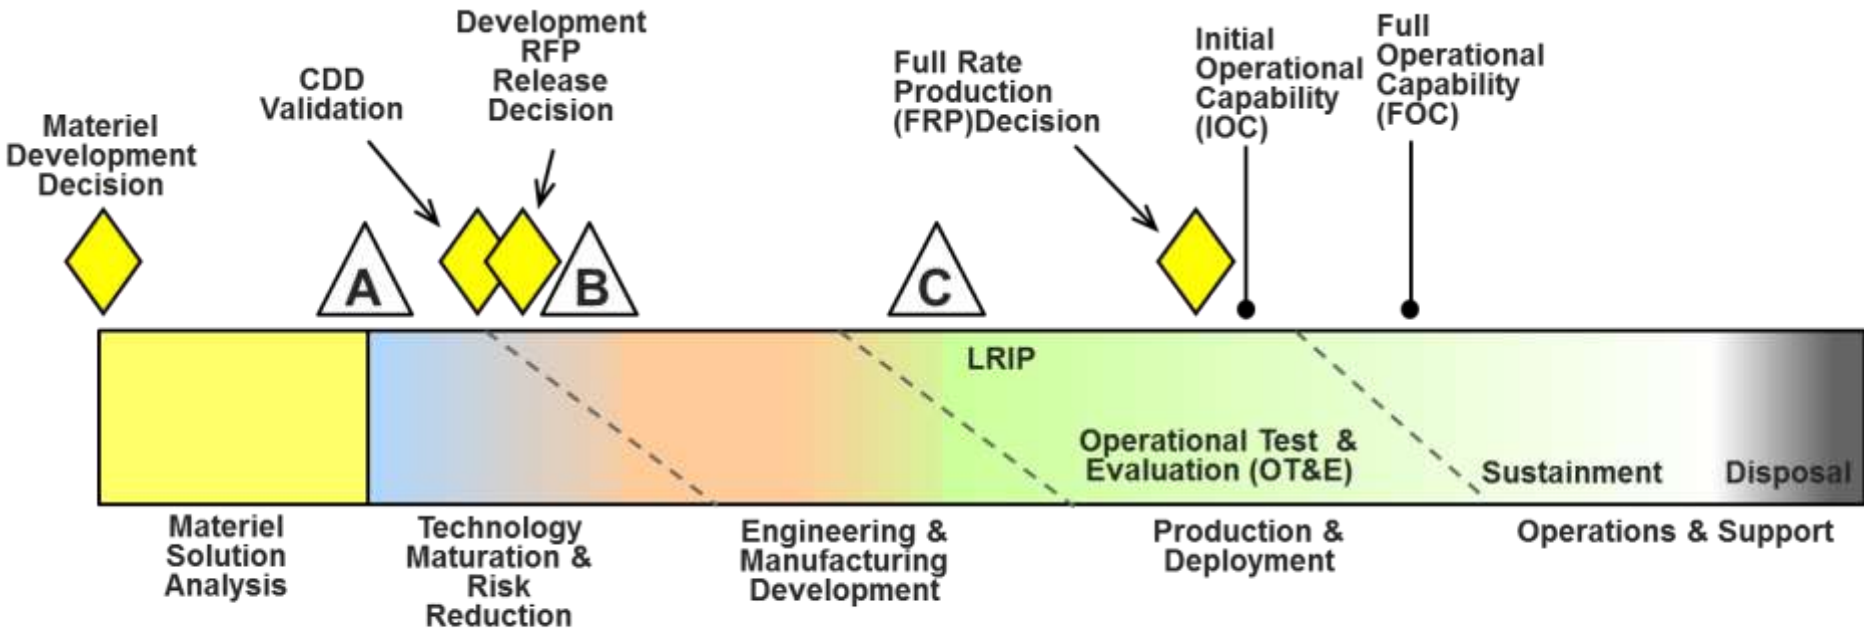 Materiel
Development
Decision
CDD
Validation
Development
RFP
Release
Decision
Full Rate
Production
(FRP)Decision
Initial
Operational
Capability
(IOC)
Full
Operational
Capability
(FOC)
A
B
C
LRIP
Operational Test &
Evaluation (OT&E)
Sustainment
Disposal
Materiel
Solution
Analysis
Technology
Maturation &
Risk
Reduction
Engineering &
Manufacturing
Development
Production &
Deployment
Operations & Support